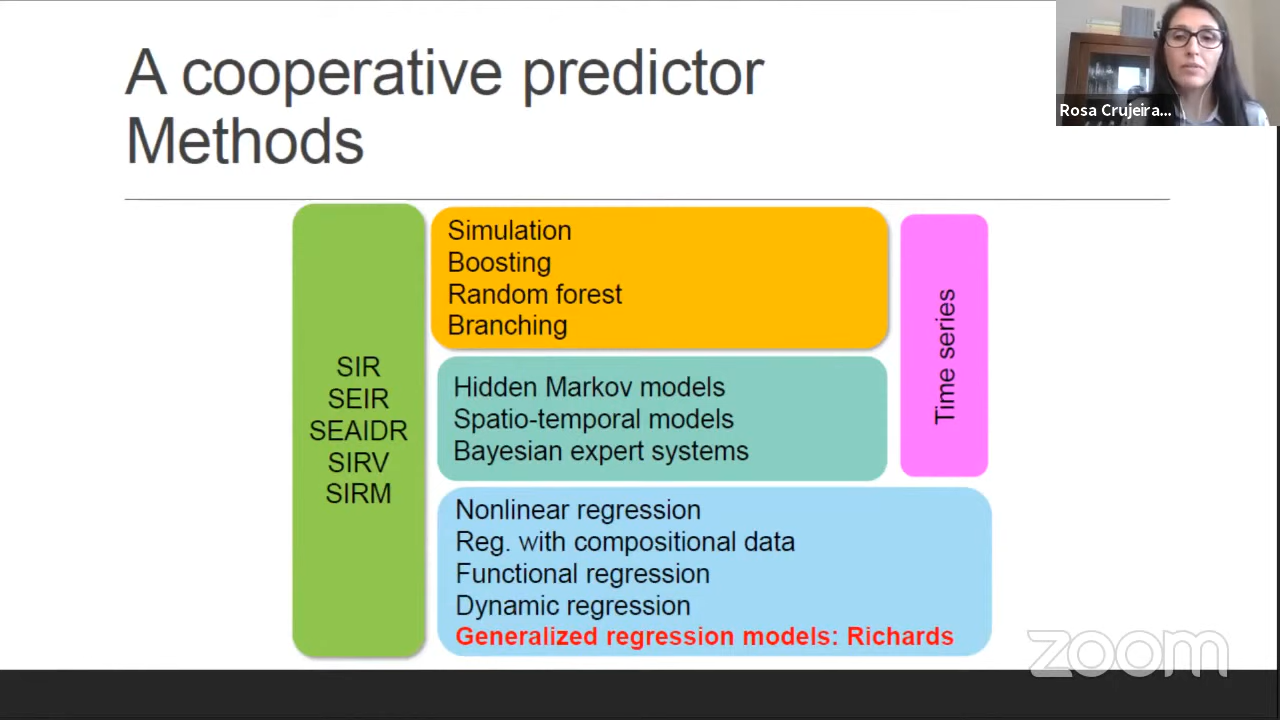 A cooperative predictor
Methods
Rosa Crujeira...
SIR
SEIR
SEAIDR
SIRV
SIRM
Simulation
Boosting
Random forest
Branching
Hidden Markov models
Spatio-temporal models
Bayesian expert systems
Time series
Nonlinear regression
Reg. with compositional data
Functional regression
Dynamic regression
Generalized regression models: Richards
zoom